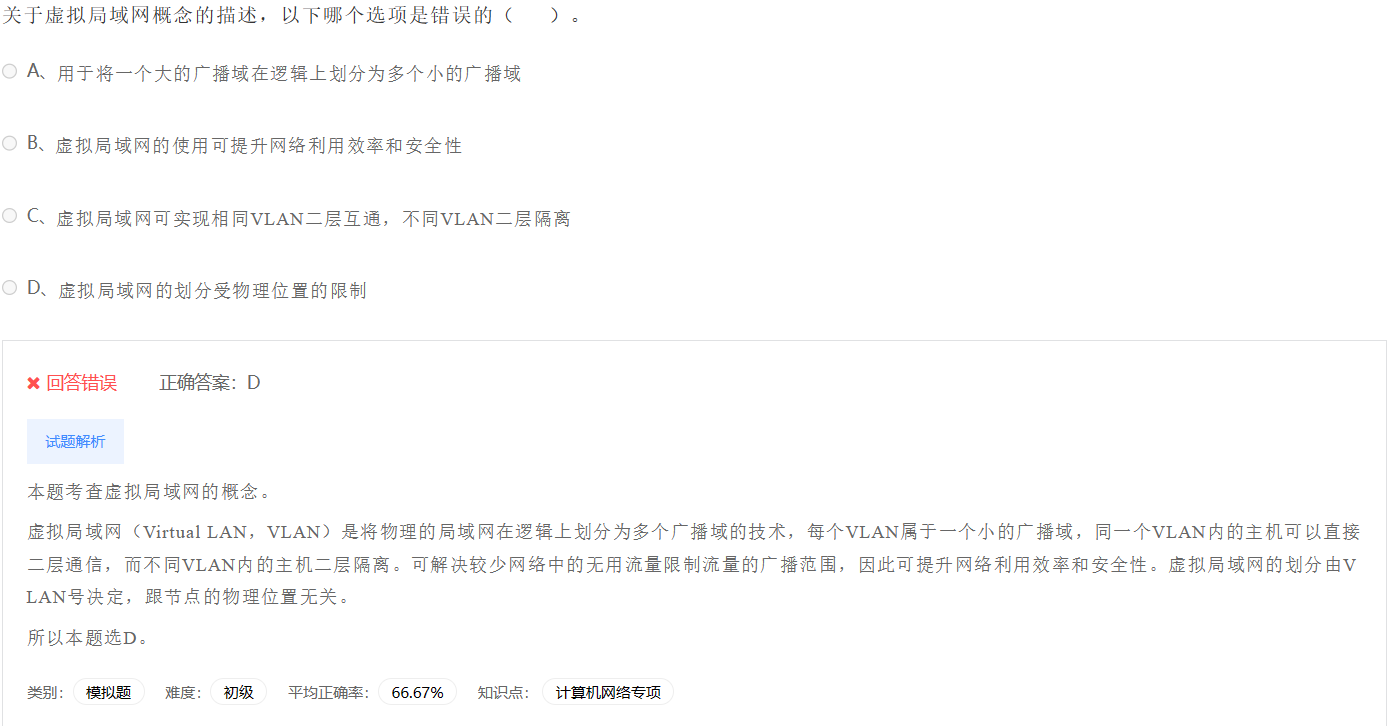 关于虚拟局域网概念的描述，以下哪个选项是错误的（　　）。
A、用于将一个大的广播域在逻辑上划分为多个小的广播域
B、虚拟局域网的使用可提升网络利用效率和安全性
C、虚拟局域网可实现相同VLAN二层互通，不同VLAN二层隔离
D、虚拟局域网的划分受物理位置的限制
✖ 回答错误 正确答案：D
试题解析
本题考查虚拟局域网的概念。
虚拟局域网（Virtual LAN，VLAN）是将物理的局域网在逻辑上划分为多个广播域的技术，每个VLAN属于一个小的广播域，同一个VLAN内的主机可以直接
二层通信，而不同VLAN内的主机二层隔离。可解决较少网络中的无用流量限制流量的广播范围，因此可提升网络利用效率和安全性。虚拟局域网的划分由V
LAN号决定，跟节点的物理位置无关。
所以本题选D。
类别： 模拟题 难度： 初级 平均正确率： 66.67% 知识点： 计算机网络专项